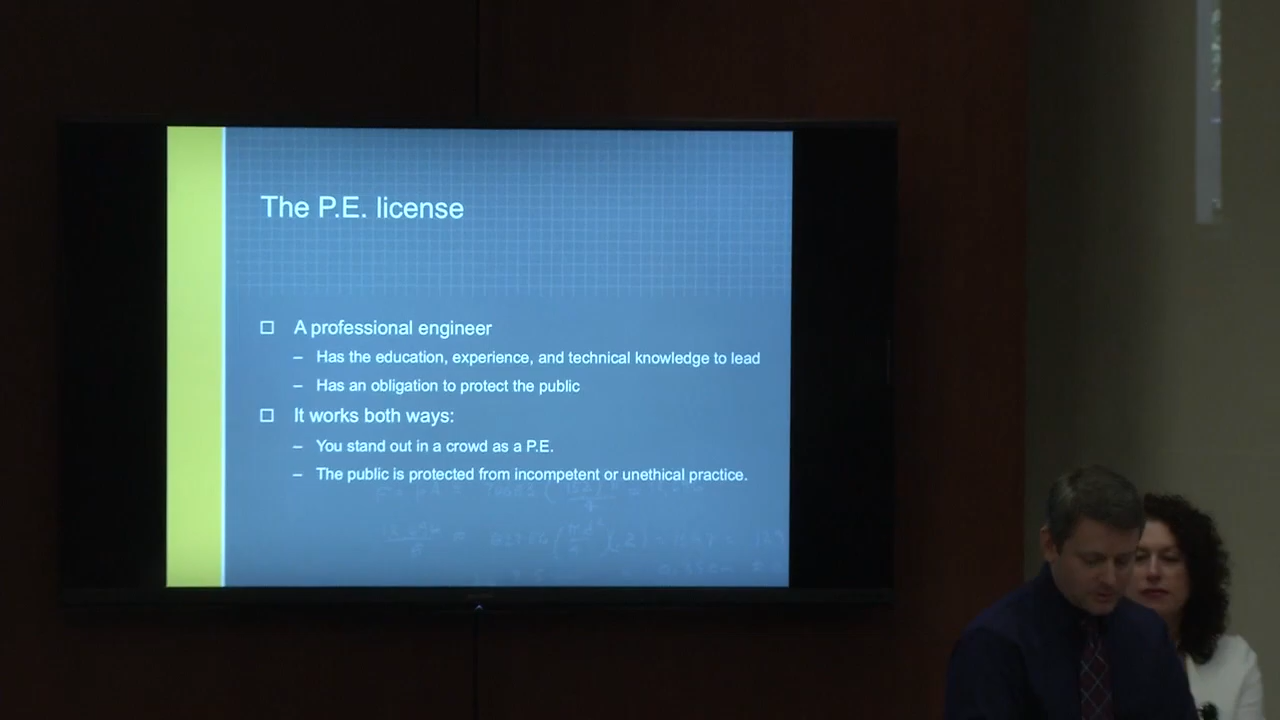 The P.E. license
A professional engineer
– Has the education, experience, and technical knowledge to lead
– Has an obligation to protect the public
It works both ways:
– You stand out in a crowd as a P.E.
– The public is protected from incompetent or unethical practice.